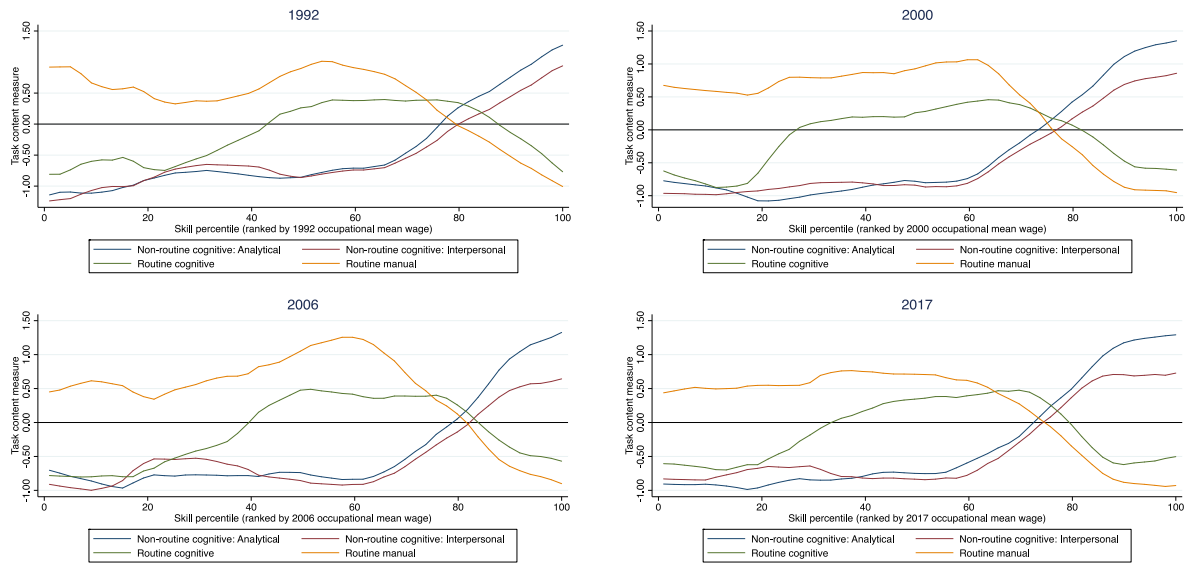 1992
Task content measure
1.50
1.00
0.50
0.00
-0.50
-1.00
0 20 40 60 80 100
Skill percentile (ranked by 1992 occupational mean wage)
Non-routine cognitive: Analytical Non-routine cognitive: Interpersonal
Routine cognitive Routine manual
2000
Task content measure
1.50
1.00
0.50
0.00
-0.50
-1.00
0 20 40 60 80 100
Skill percentile (ranked by 2000 occupational mean wage)
Non-routine cognitive: Analytical Non-routine cognitive: Interpersonal
Routine cognitive Routine manual
2006
Task content measure
1.50
1.00
0.50
0.00
-0.50
-1.00
0 20 40 60 80 100
Skill percentile (ranked by 2006 occupational mean wage)
Non-routine cognitive: Analytical Non-routine cognitive: Interpersonal
Routine cognitive Routine manual
2017
Task content measure
1.50
1.00
0.50
0.00
-0.50
-1.00
0 20 40 60 80 100
Skill percentile (ranked by 2017 occupational mean wage)
Non-routine cognitive: Analytical Non-routine cognitive: Interpersonal
Routine cognitive Routine manual